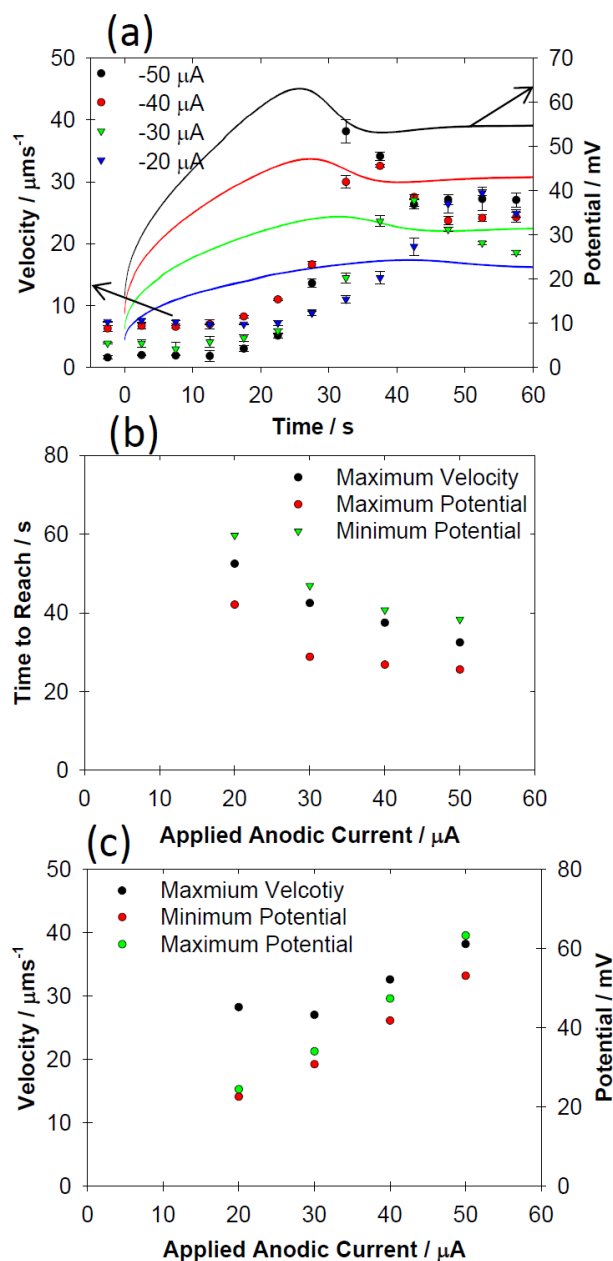 (a)
50
40
30
20
10
0
Velocity / μms⁻¹
-50 μA
-40 μA
-30 μA
-20 μA
70
60
50
40
30
20
10
0
Potential / mV
0 10 20 30 40 50 60
Time / s
(b)
80
60
40
20
0
Time to Reach / s
Maximum Velocity
Maximum Potential
Minimum Potential
0 10 20 30 40 50 60
Applied Anodic Current / μA
(c)
50
40
30
20
10
0
Velocity / μms⁻¹
Maxmium Velcotiy
Minimum Potential
Maximum Potential
80
60
40
20
0
Potential / mV
0 10 20 30 40 50 60
Applied Anodic Current / μA